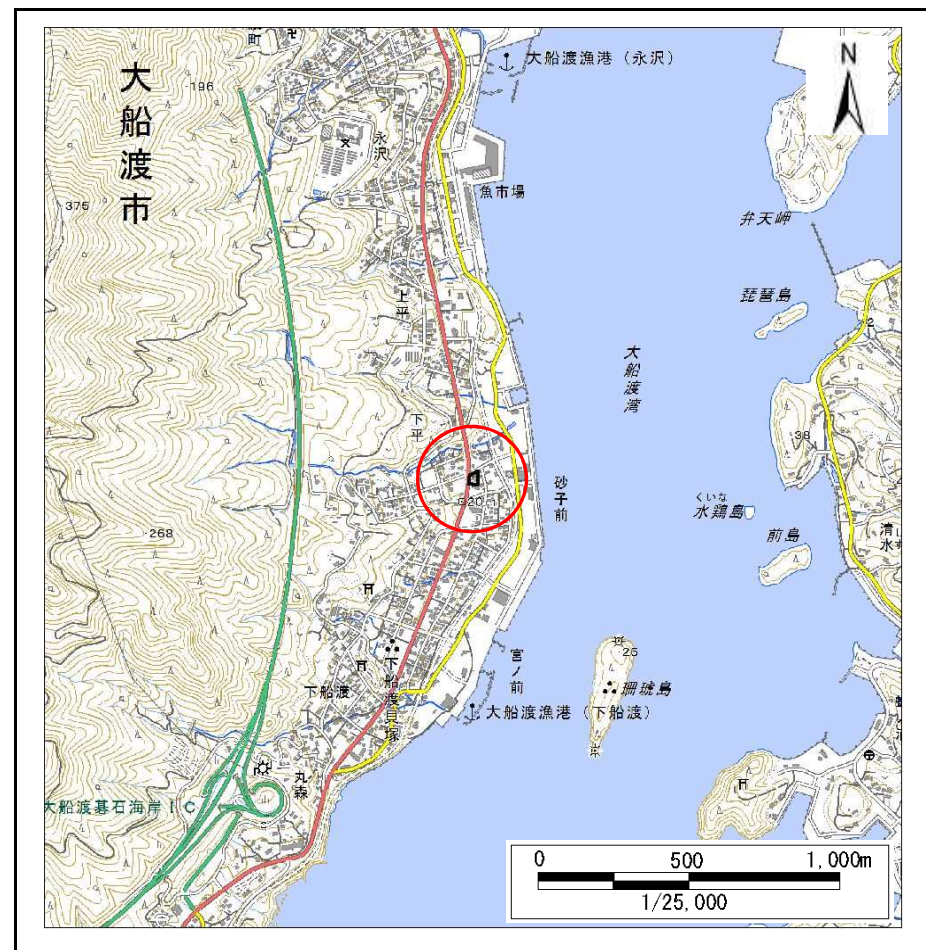 大船渡漁港（永沢）
N
大船渡市
196
永沢
魚市場
375
弁天岬
上平
琵琶島
2
大船渡湾
下平
38
砂子前
020
くいな
水鶏島
前島
清水
268
宮ノ前
26
珊琥島
下船渡
下船渡貝塚
大船渡漁港（下船渡）
丸森
大船渡碁石海岸IC
0 500 1,000m
1/25,000